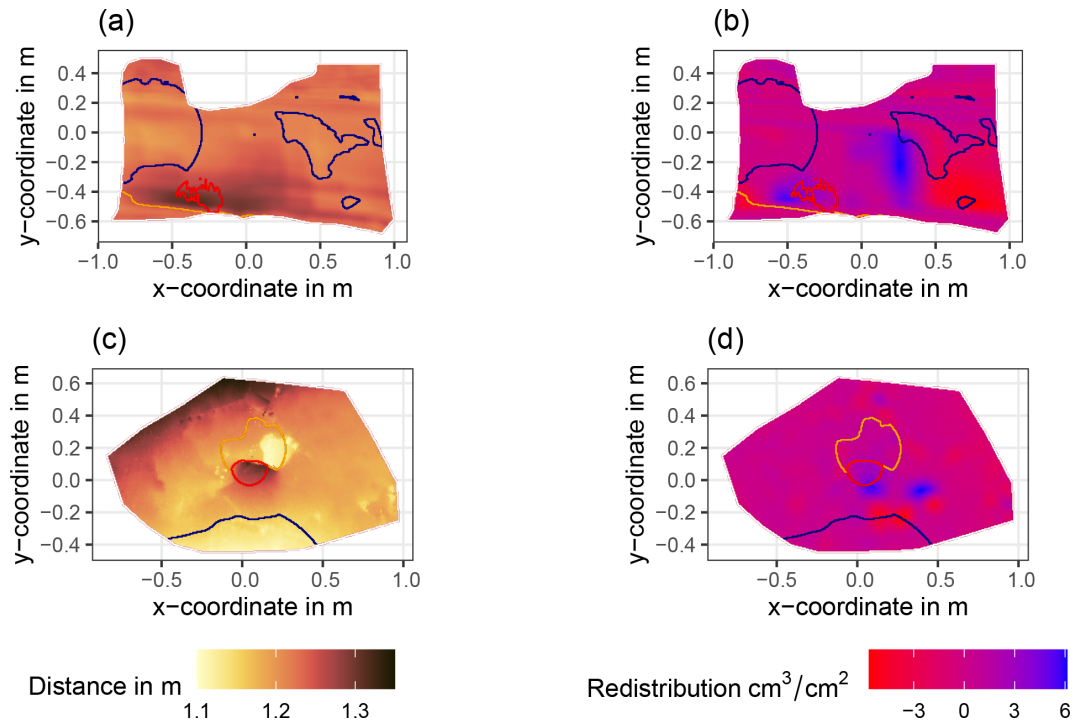 (a)
(b)
y−coordinate in m
0.4
0.2
0.0
−0.2
−0.4
−0.6
−1.0 −0.5 0.0 0.5 1.0
x−coordinate in m
y−coordinate in m
0.4
0.2
0.0
−0.2
−0.4
−0.6
−1.0 −0.5 0.0 0.5 1.0
x−coordinate in m
(c)
(d)
y−coordinate in m
0.6
0.4
0.2
0.0
−0.2
−0.4
−0.5 0.0 0.5 1.0
x−coordinate in m
y−coordinate in m
0.6
0.4
0.2
0.0
−0.2
−0.4
−0.5 0.0 0.5 1.0
x−coordinate in m
Distance in m
1.1 1.2 1.3
Redistribution cm³/cm²
−3 0 3 6